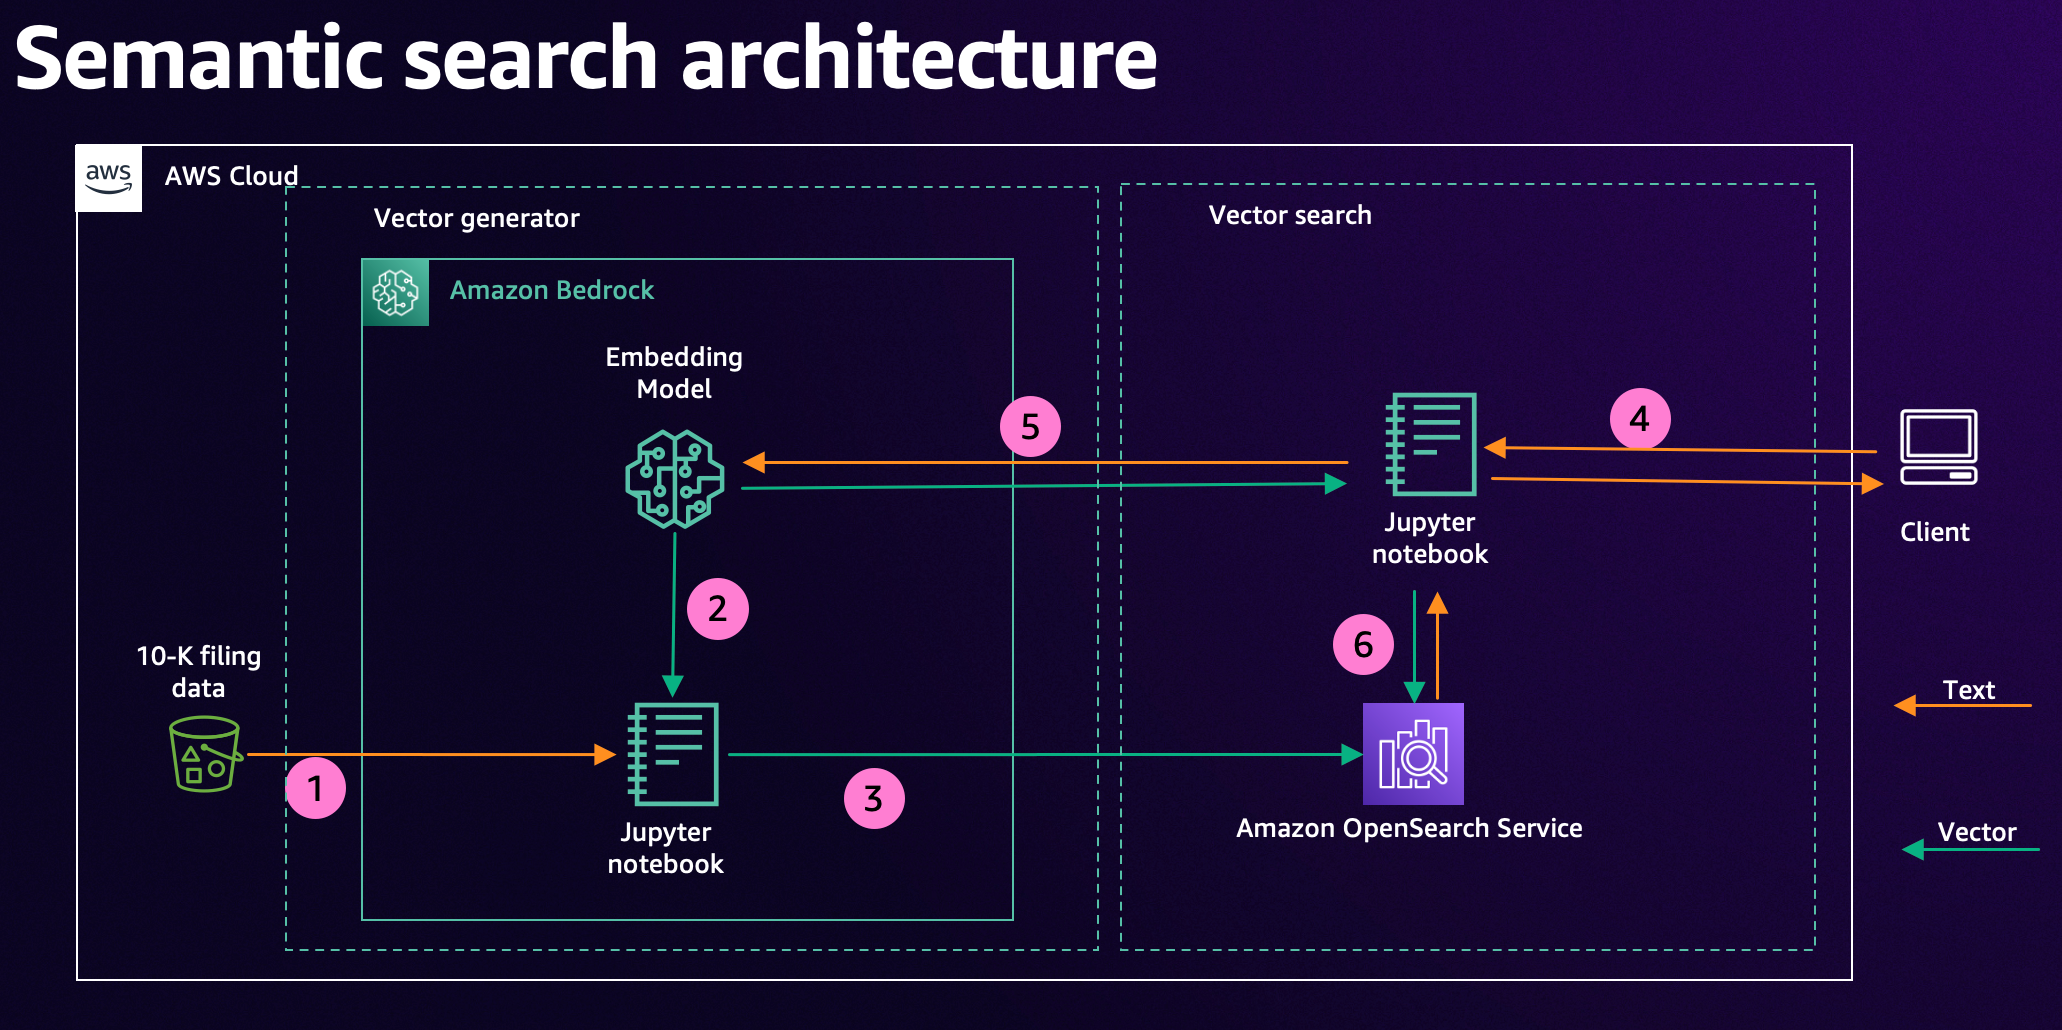 Semantic search architecture
aws
AWS Cloud
Vector generator
Vector search
Amazon Bedrock
Embedding
Model
5
4
Jupyter
notebook
Client
2
6
10-K filing
data
Text
1
3
Jupyter
notebook
Amazon OpenSearch Service
Vector